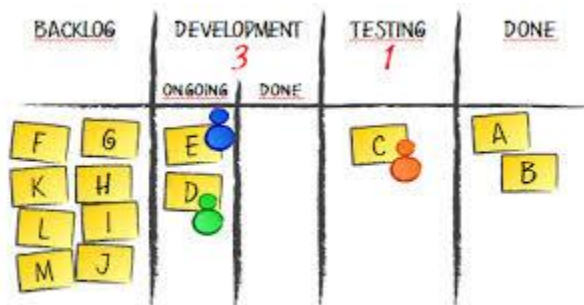 BACKLOG DEVELOPMENT TESTING DONE
3 1
ONGOING DONE
F G E C A
B
K H D
L I
M J